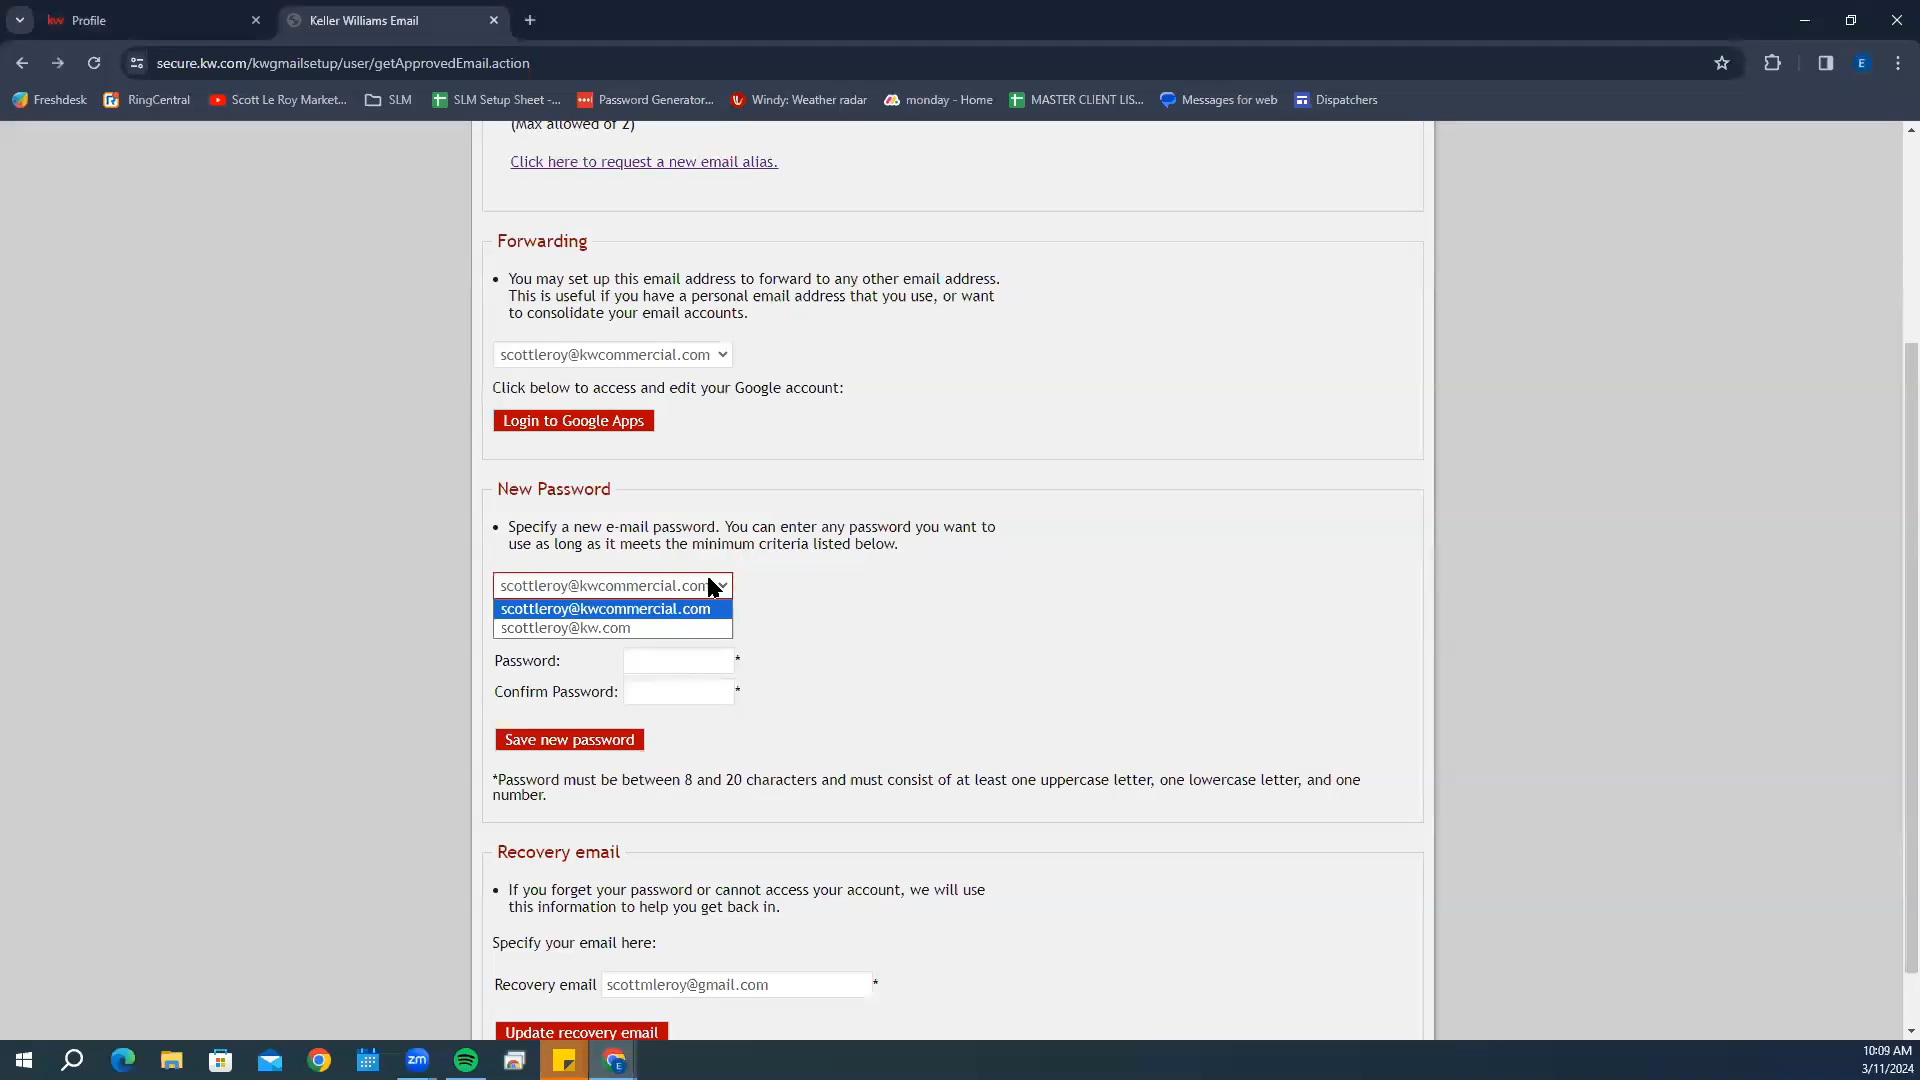 kw Profile
Keller Williams Email
secure.kw.com/kwgmailsetup/user/getApprovedEmail.action
E
Freshdesk
RingCentral
Scott Le Roy Market...
SLM
SLM Setup Sheet -...
Password Generator...
Windy: Weather radar
monday - Home
MASTER CLIENT LIS...
Messages for web
Dispatchers
(Max allowed of 2)
Click here to request a new email alias.
Forwarding
• You may set up this email address to forward to any other email address.
This is useful if you have a personal email address that you use, or want
to consolidate your email accounts.
scottleroy@kwcommercial.com
Click below to access and edit your Google account:
Login to Google Apps
New Password
• Specify a new e-mail password. You can enter any password you want to
use as long as it meets the minimum criteria listed below.
scottleroy@kwcommercial.com
scottleroy@kwcommercial.com
scottleroy@kw.com
Password: *
Confirm Password: *
Save new password
*Password must be between 8 and 20 characters and must consist of at least one uppercase letter, one lowercase letter, and one
number.
Recovery email
• If you forget your password or cannot access your account, we will use
this information to help you get back in.
Specify your email here:
Recovery email scottmleroy@gmail.com *
Update recovery email
zm
E
10:09 AM
3/11/2024